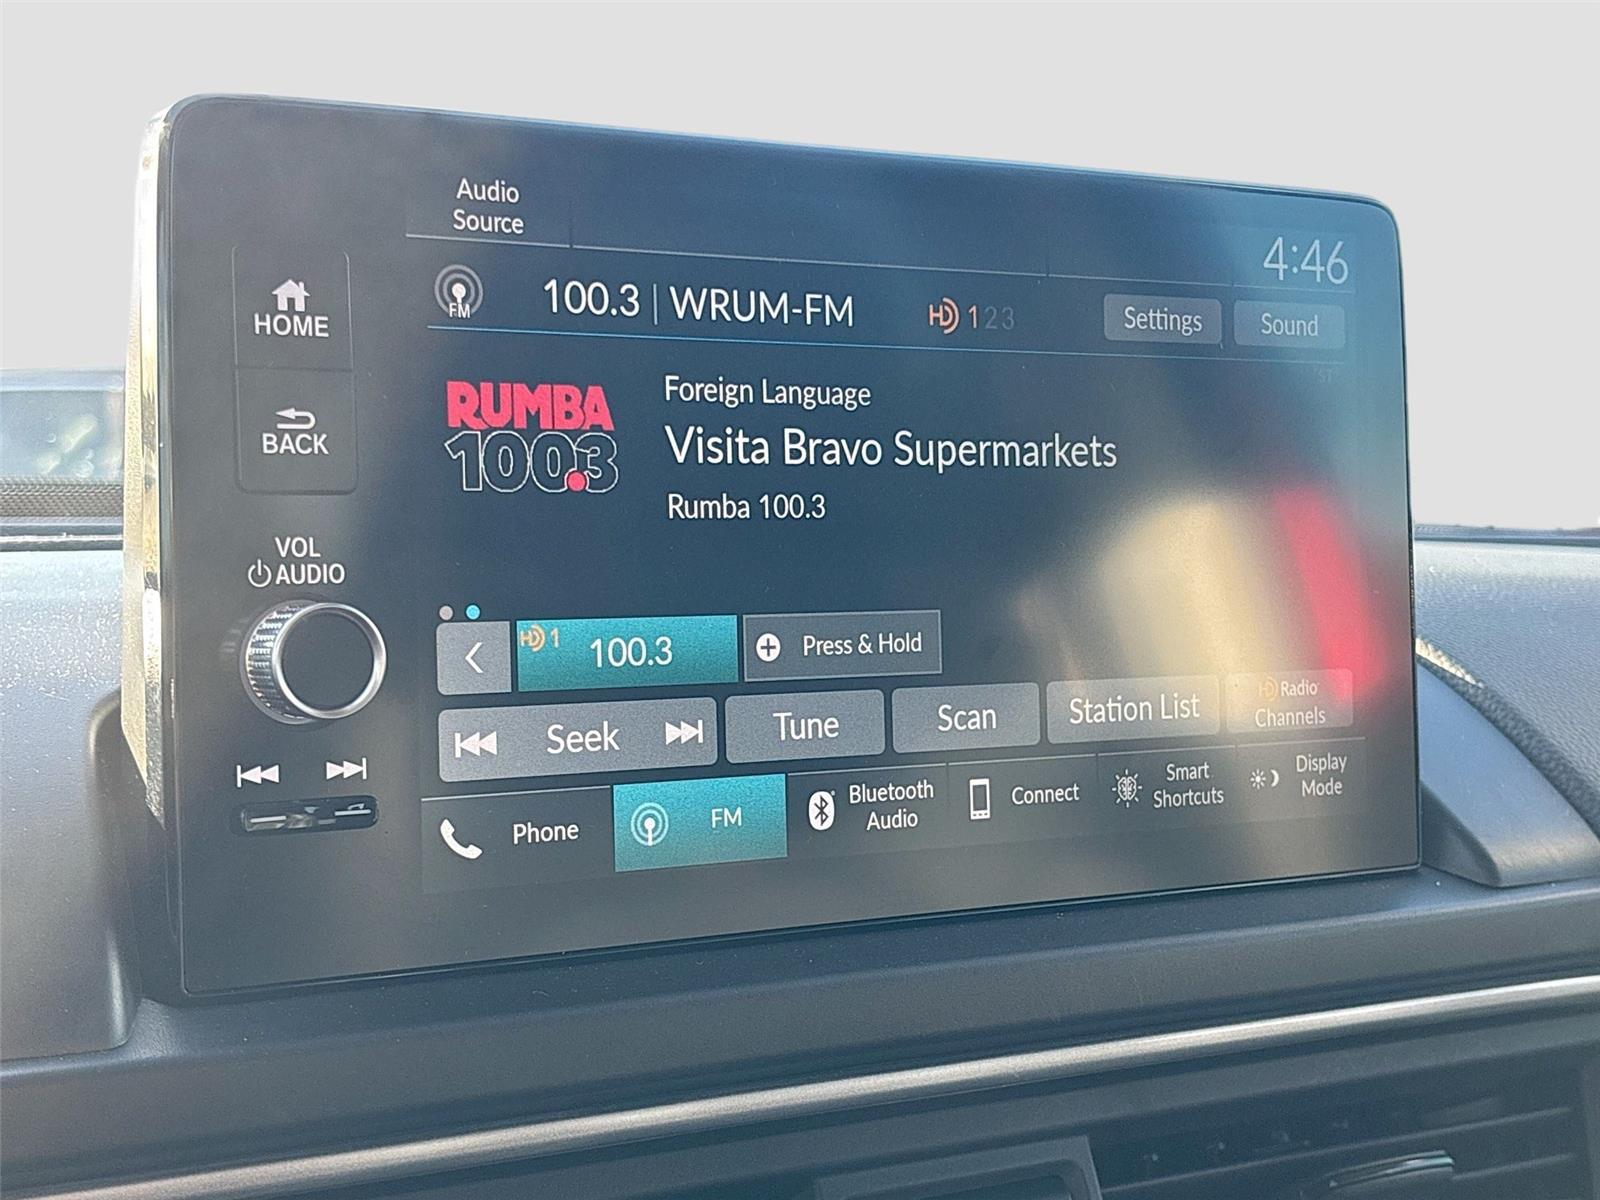 Audio
Source
4:46
HOME
FM
100.3 | WRUM-FM
HD 1 2 3
Settings
Sound
RUMBA
100.3
Foreign Language
Visita Bravo Supermarkets
Rumba 100.3
BACK
VOL
AUDIO
HD 1
100.3
Press & Hold
Seek
Tune
Scan
Station List
HD Radio
Channels
Phone
FM
Bluetooth
Audio
Connect
Smart
Shortcuts
Display
Mode